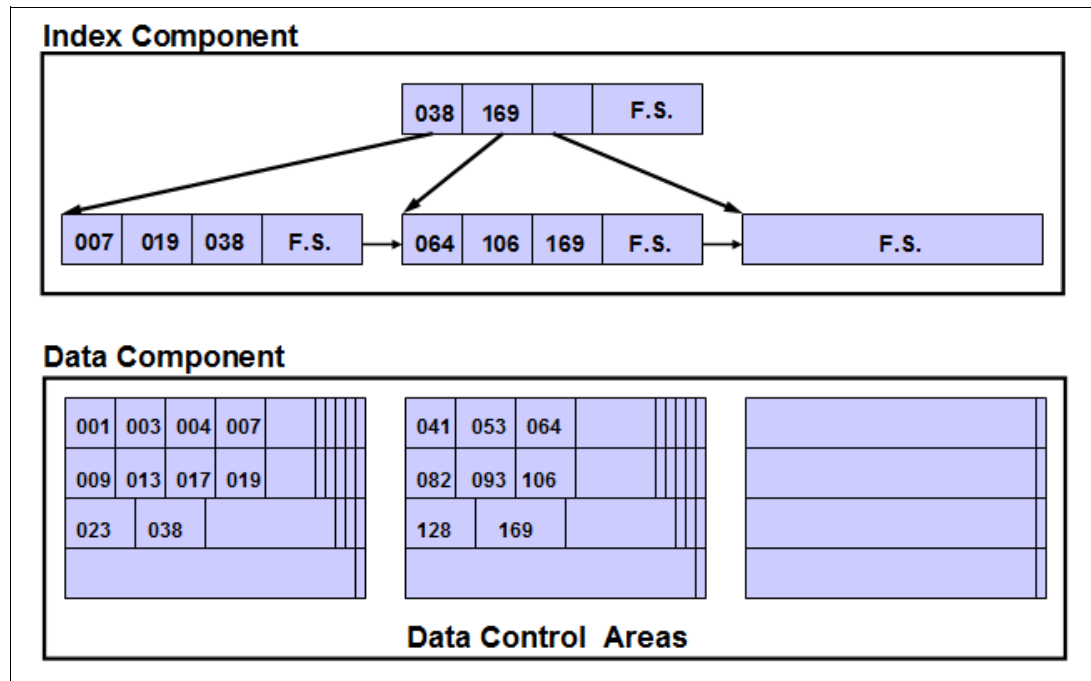 Index Component
038 169 F.S.
007 019 038 F.S. 064 106 169 F.S. F.S.
Data Component
001 003 004 007 041 053 064
009 013 017 019 082 093 106
023 038 128 169
Data Control Areas